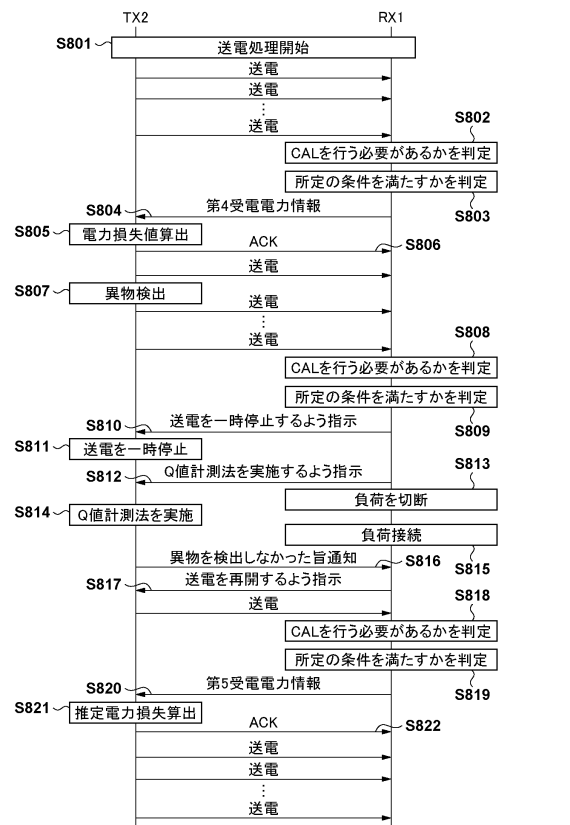 TX2
RX1
S801
送電処理開始
送電
送電
⋮
送電
S802
CALを行う必要があるかを判定
所定の条件を満たすかを判定
S803
S804
第4受電電力情報
S805
電力損失値算出
ACK
S806
送電
S807
異物検出
送電
⋮
送電
S808
CALを行う必要があるかを判定
所定の条件を満たすかを判定
S809
S810
送電を一時停止するよう指示
S811
送電を一時停止
S812
Q値計測法を実施するよう指示
S813
負荷を切断
S814
Q値計測法を実施
負荷接続
S815
異物を検出しなかった旨通知
S816
S817
送電を再開するよう指示
送電
S818
CALを行う必要があるかを判定
所定の条件を満たすかを判定
S819
S820
第5受電電力情報
S821
推定電力損失算出
ACK
S822
送電
送電
⋮
送電